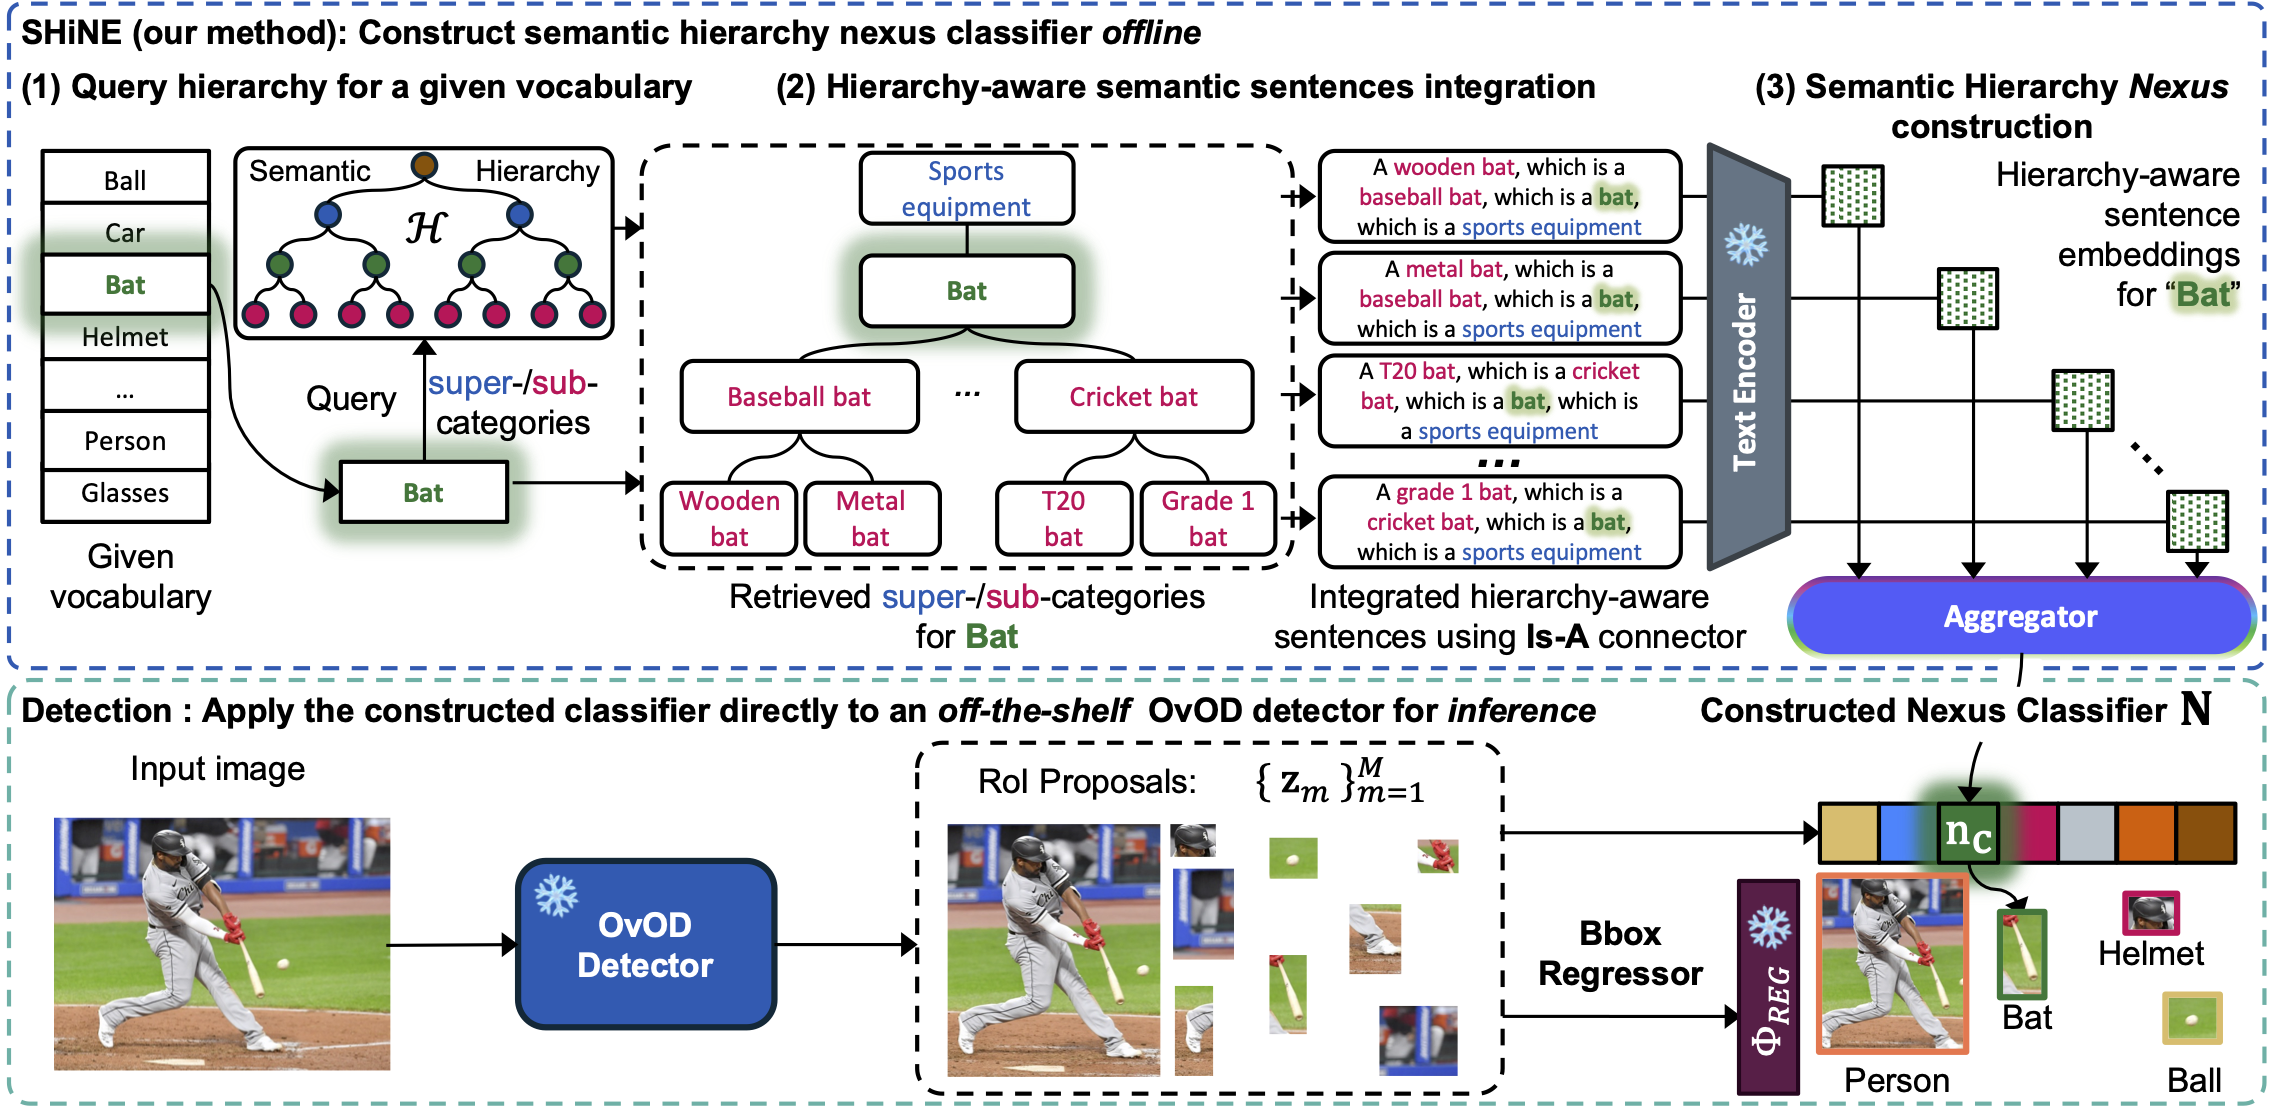 SHiNE (our method): Construct semantic hierarchy nexus classifier offline
(1) Query hierarchy for a given vocabulary
Ball
Car
Bat
Helmet
...
Person
Glasses
Given
vocabulary
Semantic Hierarchy
ℋ
Query
super-/sub-
categories
Bat
(2) Hierarchy-aware semantic sentences integration
Sports
equipment
Bat
Baseball bat ... Cricket bat
Wooden
bat
Metal
bat
T20
bat
Grade 1
bat
Retrieved super-/sub-categories
for Bat
A wooden bat, which is a
baseball bat, which is a bat,
which is a sports equipment
A metal bat, which is a
baseball bat, which is a bat,
which is a sports equipment
A T20 bat, which is a cricket
bat, which is a bat, which is
a sports equipment
...
A grade 1 bat, which is a
cricket bat, which is a bat,
which is a sports equipment
Integrated hierarchy-aware
sentences using Is-A connector
Text Encoder
(3) Semantic Hierarchy Nexus
construction
Hierarchy-aware
sentence
embeddings
for “Bat”
Aggregator
Detection : Apply the constructed classifier directly to an off-the-shelf OvOD detector for inference
Input image
OvOD
Detector
RoI Proposals: { z_m }_{m=1}^{M}
Bbox
Regressor
Φ_REG
Constructed Nexus Classifier N
n_c
Person
Bat
Helmet
Ball